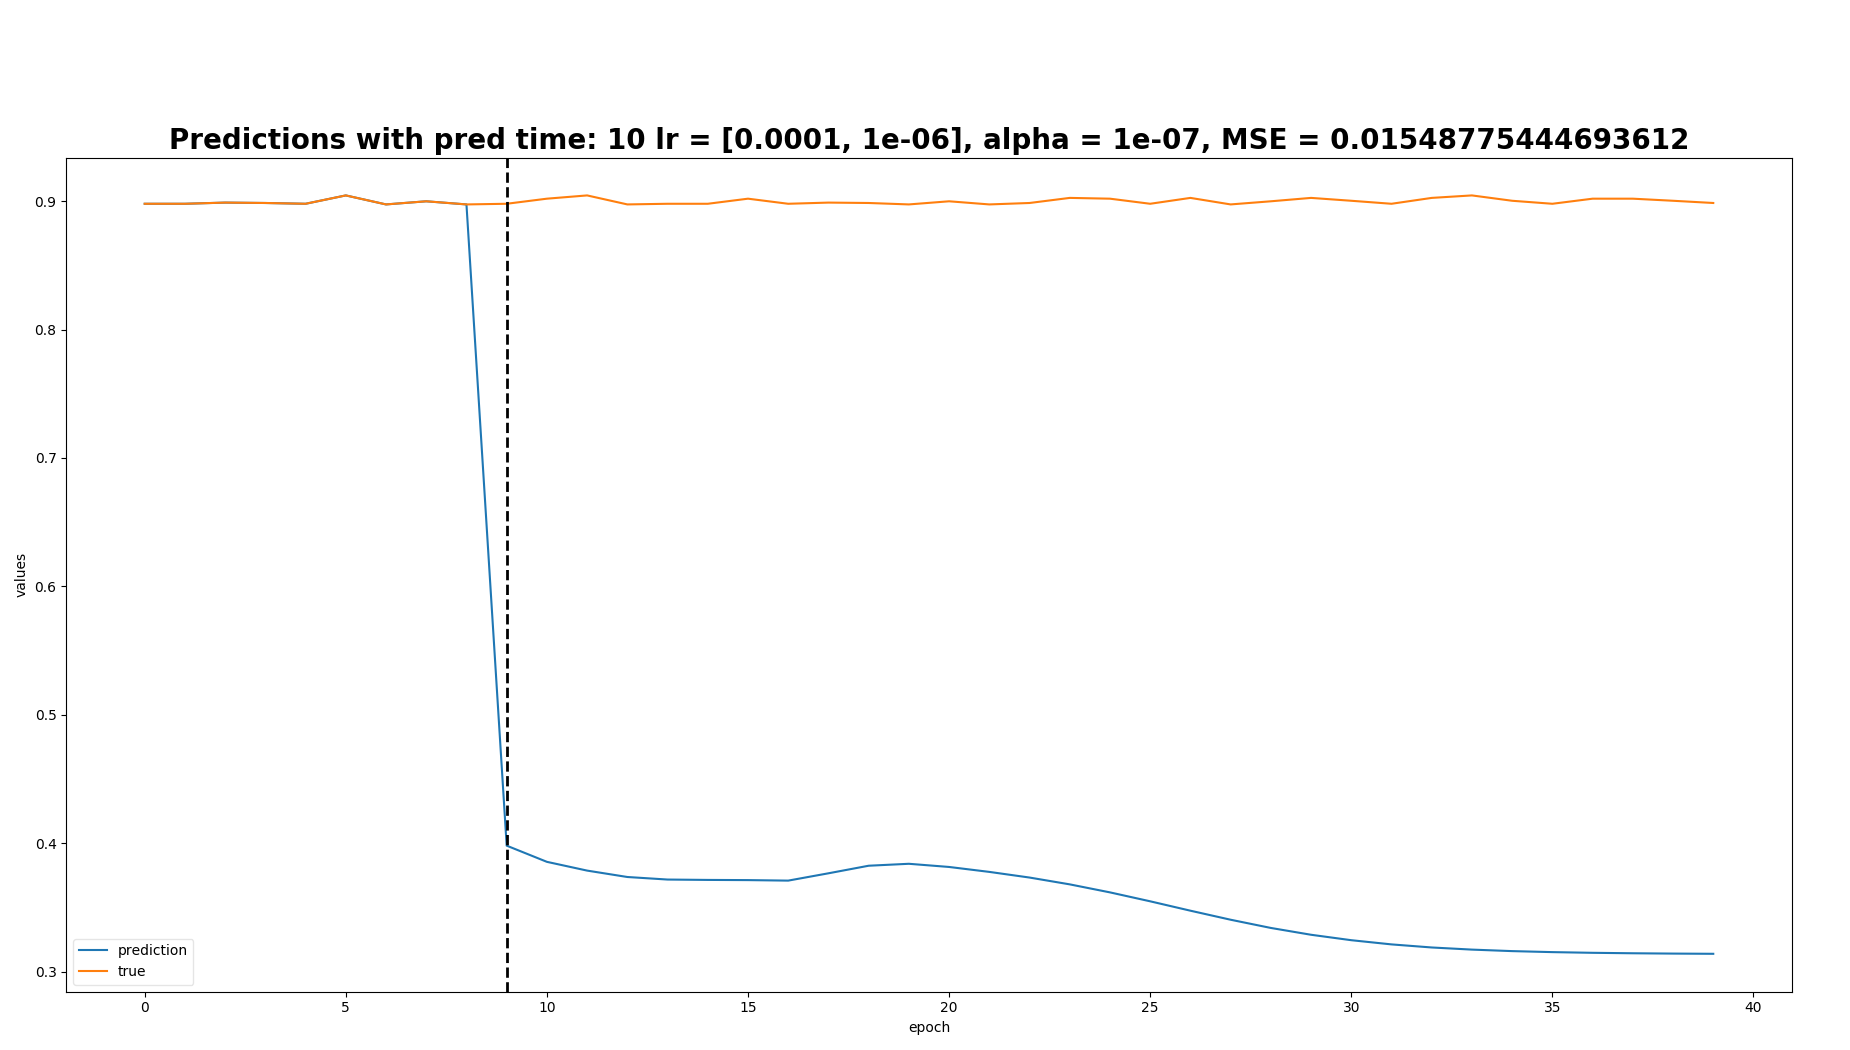 Predictions with pred time: 10 lr = [0.0001, 1e-06], alpha = 1e-07, MSE = 0.01548775444693612
0.9
0.8
0.7
0.6
0.5
0.4
0.3
values
prediction
true
0 5 10 15 20 25 30 35 40
epoch